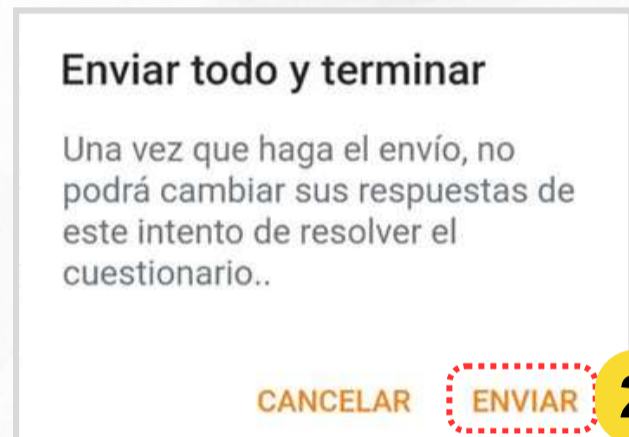 Enviar todo y terminar
Una vez que haga el envío, no
podrá cambiar sus respuestas de
este intento de resolver el
cuestionario..
CANCELAR ENVIAR 2